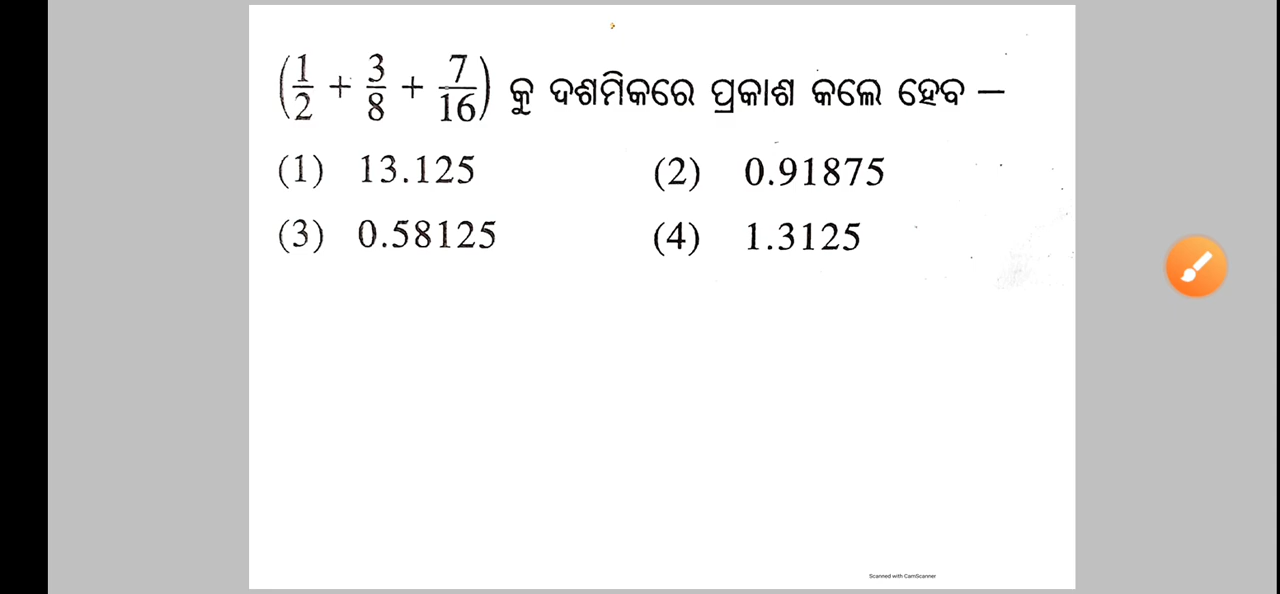 (1/2 + 3/8 + 7/16) କୁ ଦଶମିକରେ ପ୍ରକାଶ କଲେ ହେବ –
(1) 13.125 (2) 0.91875
(3) 0.58125 (4) 1.3125
Scanned with CamScanner